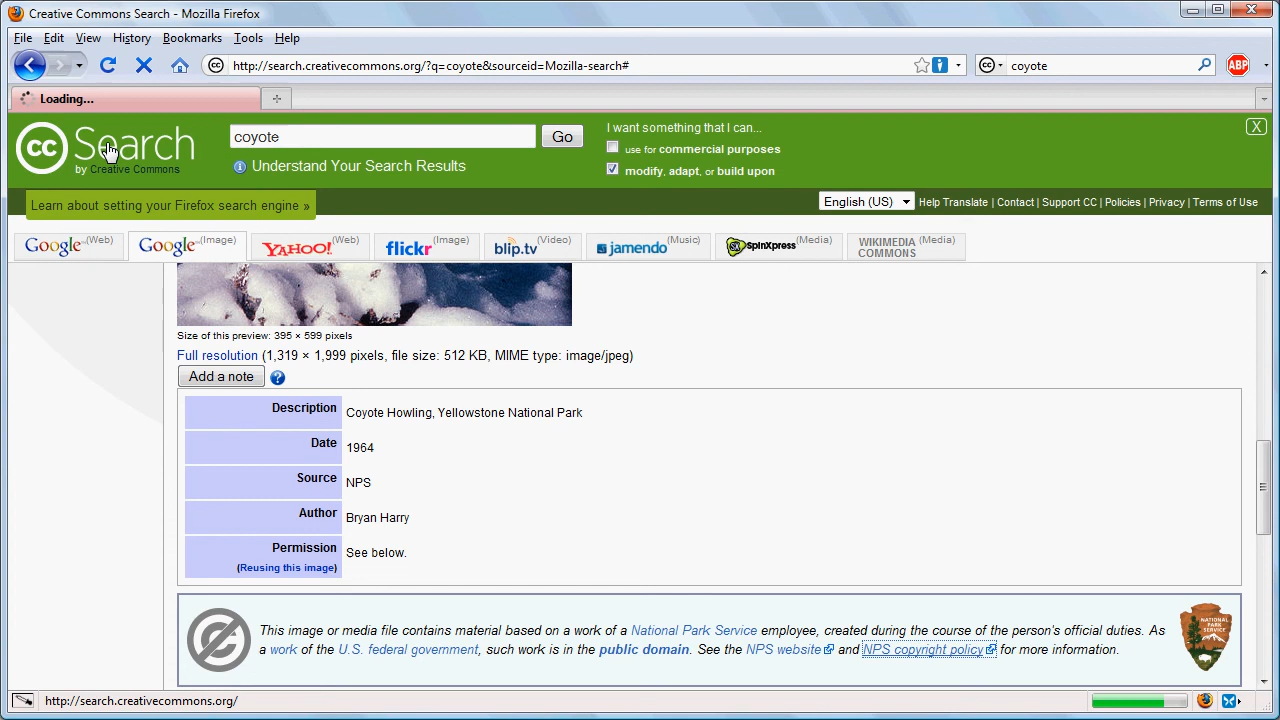 Creative Commons Search - Mozilla Firefox
File Edit View History Bookmarks Tools Help
http://search.creativecommons.org/?q=coyote&sourceid=Mozilla-search#
cc coyote
ABP
Loading...
cc Search
by Creative Commons
coyote Go
Understand Your Search Results
I want something that I can...
use for commercial purposes
modify, adapt, or build upon
X
Learn about setting your Firefox search engine »
English (US) Help Translate | Contact | Support CC | Policies | Privacy | Terms of Use
Google (Web) Google (Image) YAHOO! (Web) flickr (Image) blip.tv (Video) jamendo (Music) SPINXPRESS (Media) WIKIMEDIA COMMONS (Media)
Size of this preview: 395 × 599 pixels
Full resolution (1,319 × 1,999 pixels, file size: 512 KB, MIME type: image/jpeg)
Add a note ?
Description Coyote Howling, Yellowstone National Park
Date 1964
Source NPS
Author Bryan Harry
Permission See below.
(Reusing this image)
This image or media file contains material based on a work of a National Park Service employee, created during the course of the person's official duties. As
a work of the U.S. federal government, such work is in the public domain. See the NPS website and NPS copyright policy for more information.
NATIONAL PARK SERVICE
http://search.creativecommons.org/